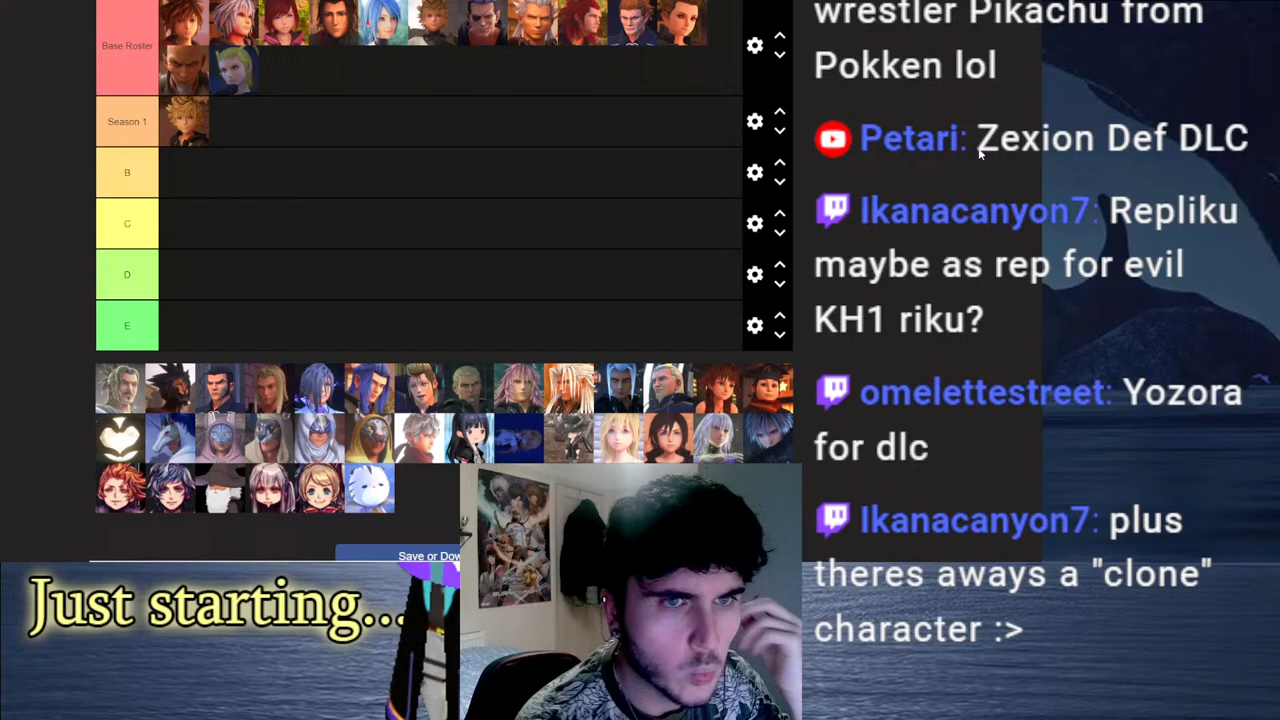 wrestler Pikachu from
Pokken lol
Petari: Zexion Def DLC
Ikanacanyon7: Repliku
maybe as rep for evil
KH1 riku?
omelettestreet: Yozora
for dlc
Ikanacanyon7: plus
theres aways a "clone"
character :>
Base Roster
Season 1
B
C
D
E
Save or Dow
Just starting...